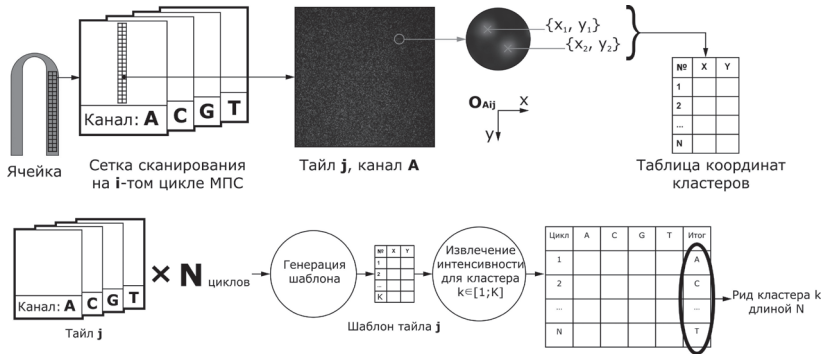 Ячейка
Канал: A
C
G
T
Сетка сканирования
на i-том цикле МПС
Тайл j, канал A
{x₁, y₁}
{x₂, y₂}
O_Aij
x
y
№ X Y
1
2
...
N
Таблица координат
кластеров
Канал: A
C
G
T
Тайл j
× N циклов
Генерация
шаблона
№ X Y
1
2
...
K
Шаблон тайла j
Извлечение
интенсивности
для кластера
k∈[1;K]
Цикл A C G T Итог
1 A
2 C
... ...
N T
Рид кластера k
длиной N